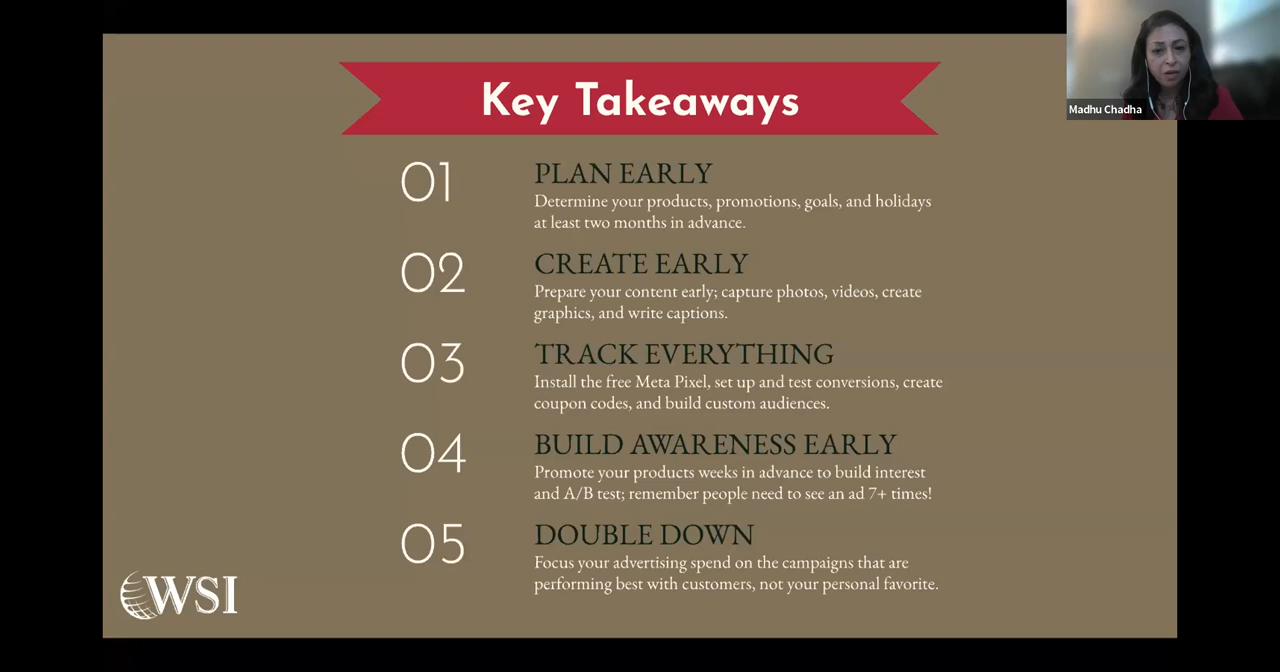 Key Takeaways
Madhu Chadha
01
PLAN EARLY
Determine your products, promotions, goals, and holidays
at least two months in advance.
02
CREATE EARLY
Prepare your content early; capture photos, videos, create
graphics, and write captions.
03
TRACK EVERYTHING
Install the free Meta Pixel, set up and test conversions, create
coupon codes, and build custom audiences.
04
BUILD AWARENESS EARLY
Promote your products weeks in advance to build interest
and A/B test; remember people need to see an ad 7+ times!
05
DOUBLE DOWN
Focus your advertising spend on the campaigns that are
performing best with customers, not your personal favorite.
WSI